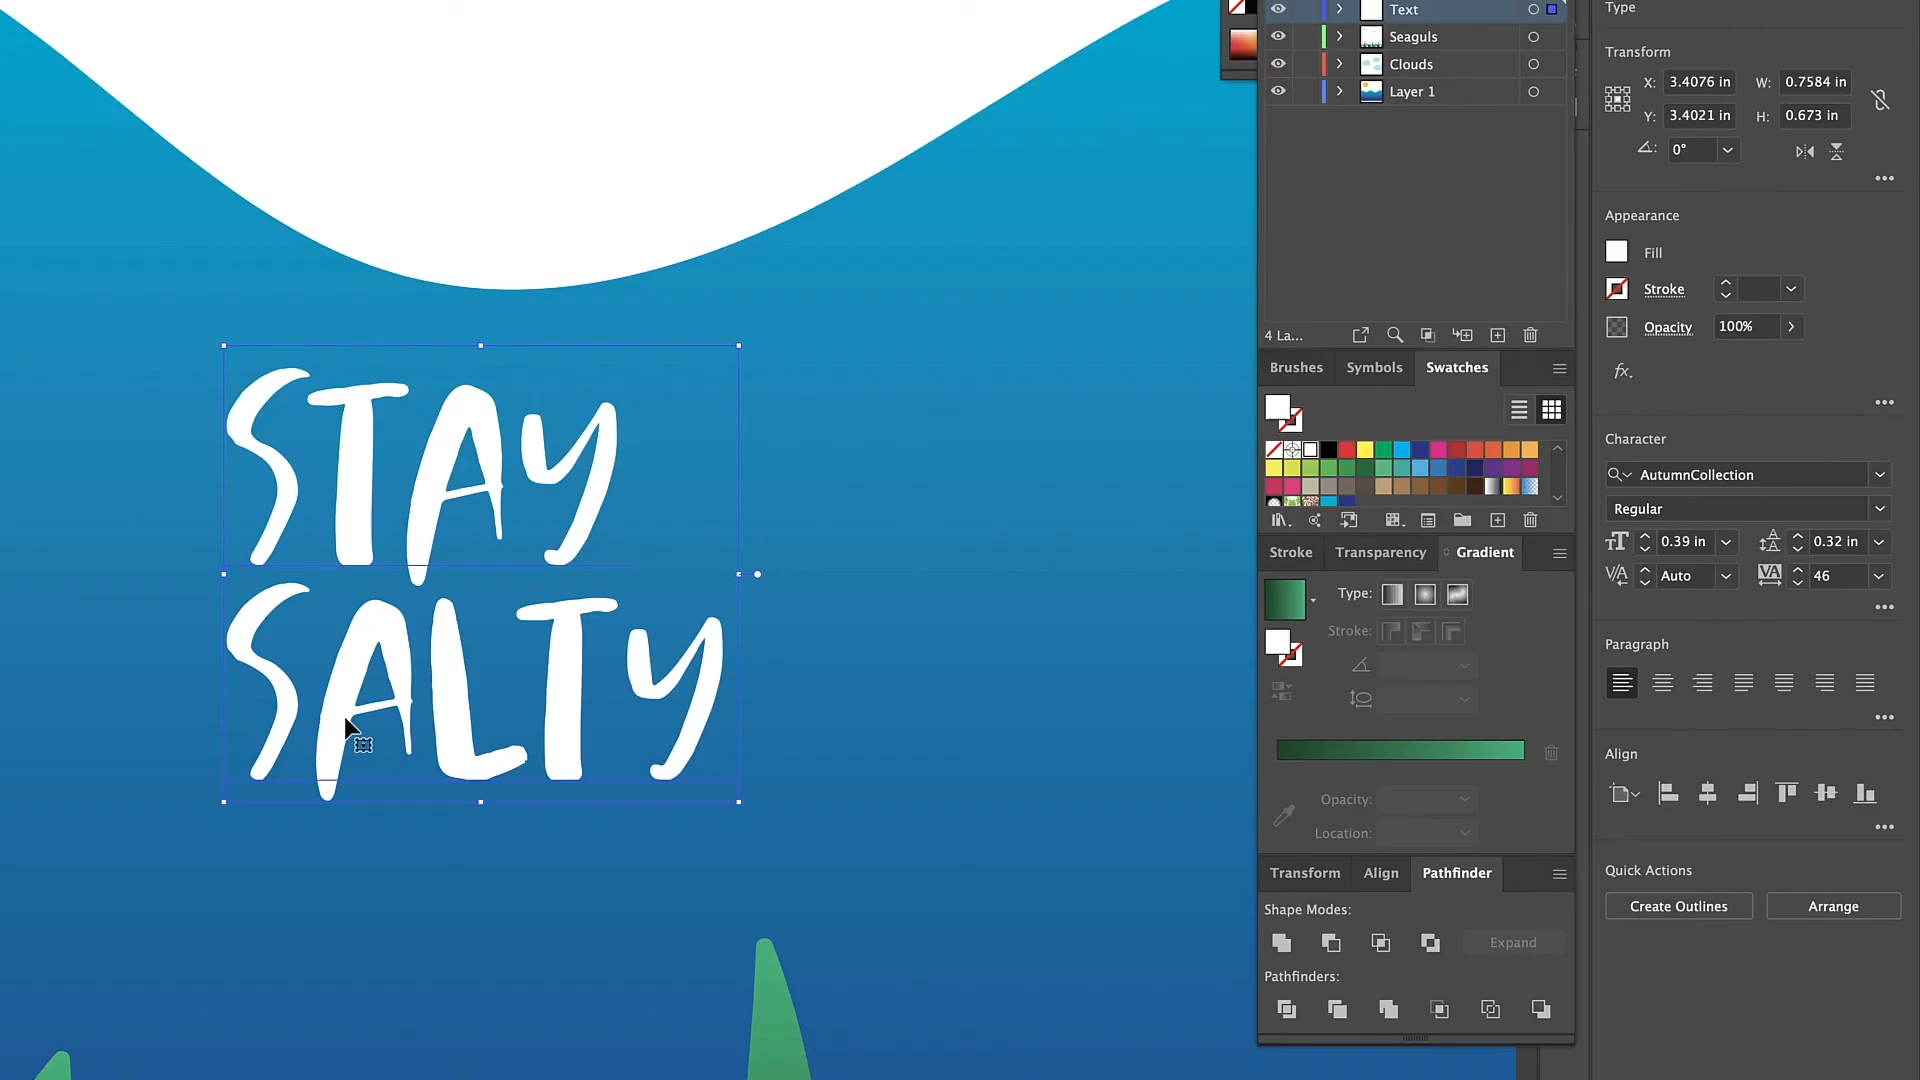 STAY
SALTY
Text
Seaguls
Clouds
Layer 1
4 La...
Brushes
Symbols
Swatches
Stroke
Transparency
Gradient
Type:
Stroke:
Opacity:
Location:
Transform
Align
Pathfinder
Shape Modes:
Expand
Pathfinders:
Type
Transform
X: 3.4076 in W: 0.7584 in
Y: 3.4021 in H: 0.673 in
0°
Appearance
Fill
Stroke
Opacity 100%
fx.
Character
AutumnCollection
Regular
0.39 in 0.32 in
Auto 46
Paragraph
Align
Quick Actions
Create Outlines Arrange